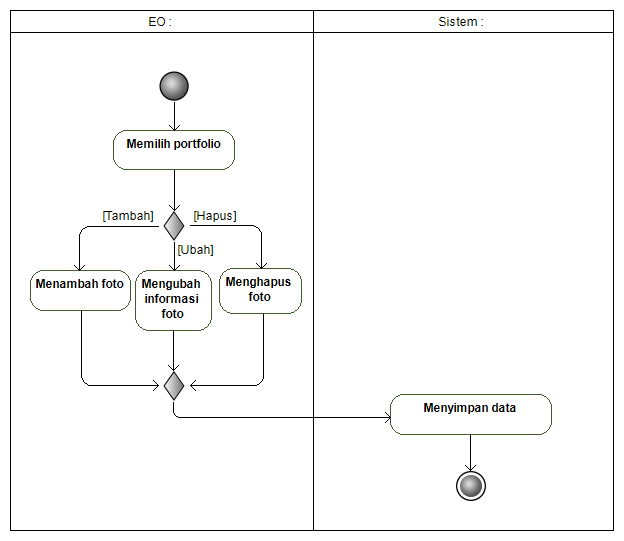 EO :
Sistem :
Memilih portfolio
[Tambah]
[Hapus]
[Ubah]
Menambah foto
Mengubah
informasi
foto
Menghapus
foto
Menyimpan data